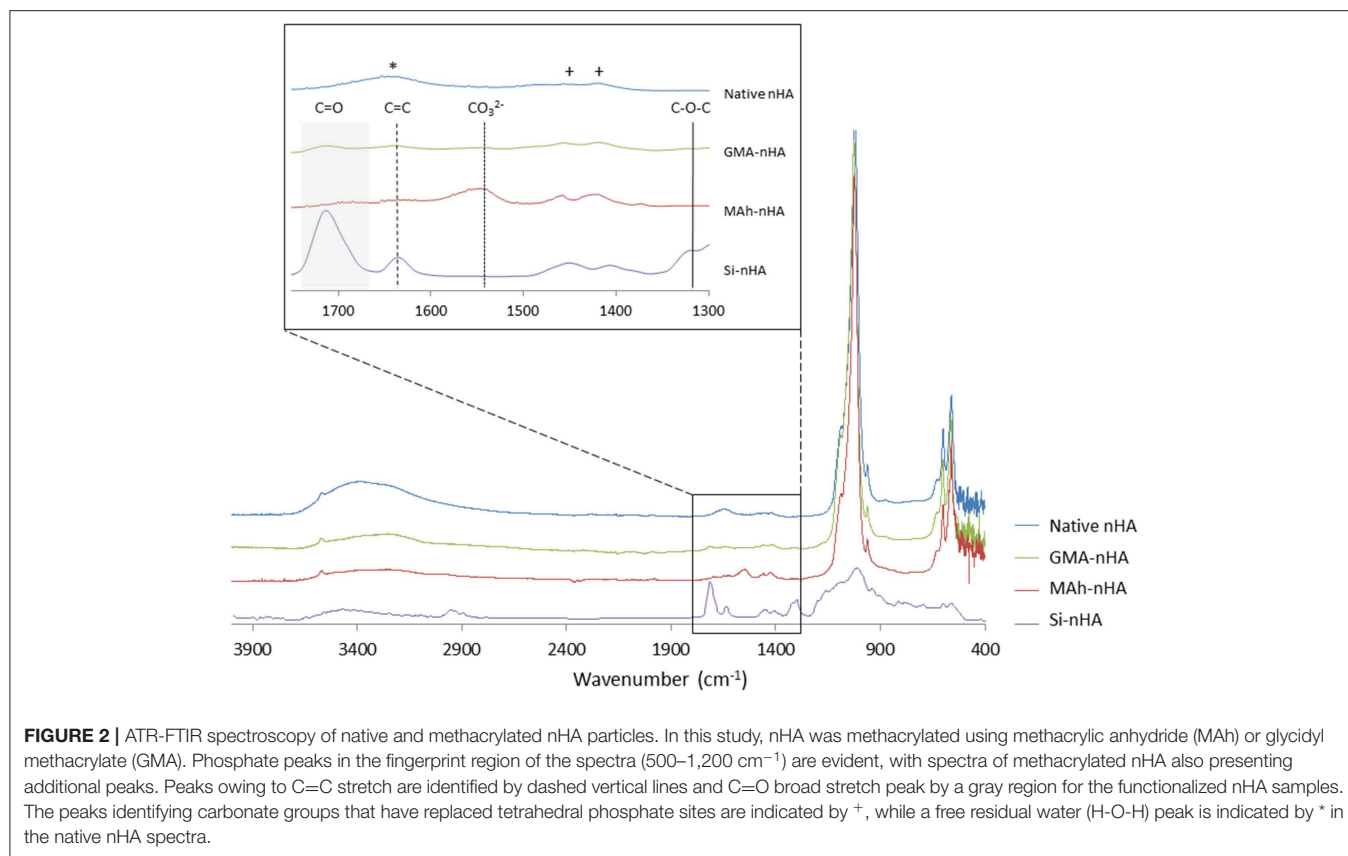 * + +
Native nHA
C=O C=C CO₃²⁻ C-O-C
GMA-nHA
MAh-nHA
Si-nHA
1700 1600 1500 1400 1300
Native nHA
GMA-nHA
MAh-nHA
Si-nHA
3900 3400 2900 2400 1900 1400 900 400
Wavenumber (cm⁻¹)
FIGURE 2 | ATR-FTIR spectroscopy of native and methacrylated nHA particles. In this study, nHA was methacrylated using methacrylic anhydride (MAh) or glycidyl
methacrylate (GMA). Phosphate peaks in the fingerprint region of the spectra (500–1,200 cm⁻¹) are evident, with spectra of methacrylated nHA also presenting
additional peaks. Peaks owing to C=C stretch are identified by dashed vertical lines and C=O broad stretch peak by a gray region for the functionalized nHA samples.
The peaks identifying carbonate groups that have replaced tetrahedral phosphate sites are indicated by ⁺, while a free residual water (H-O-H) peak is indicated by * in
the native nHA spectra.